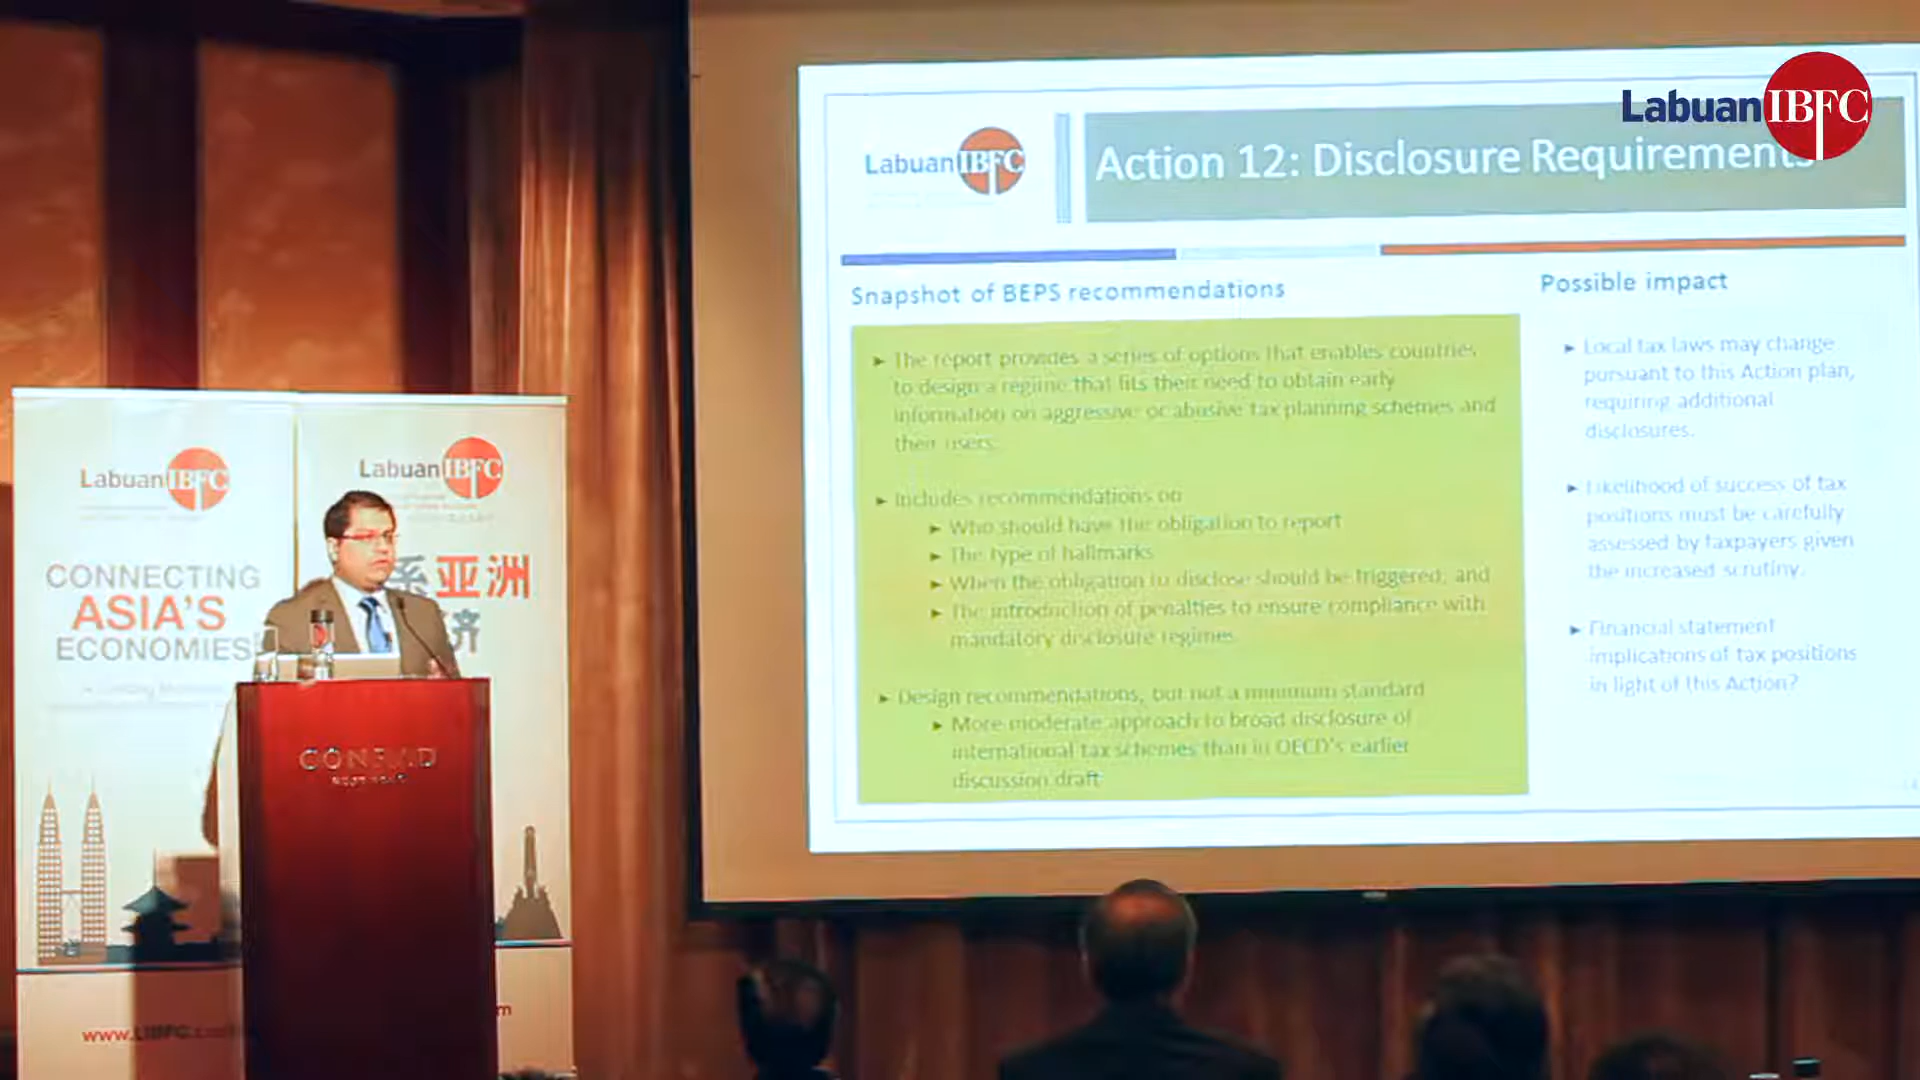 Labuan IBFC
Labuan IBFC
Action 12: Disclosure Requirements
Snapshot of BEPS recommendations
► The report provides a series of options that enables countries
to design a regime that fits their need to obtain early
information on aggressive or abusive tax planning schemes and
their users.
► Includes recommendations on
► Who should have the obligation to report
► The type of hallmarks
► When the obligation to disclose should be triggered; and
► The introduction of penalties to ensure compliance with
mandatory disclosure regimes
► Design recommendations, but not a minimum standard
► More moderate approach to broad disclosure of
international tax schemes than in OECD's earlier
discussion draft
Possible impact
► Local tax laws may change
pursuant to this Action plan,
requiring additional
disclosures.
► Likelihood of success of tax
positions must be carefully
assessed by taxpayers given
the increased scrutiny.
► Financial statement
implications of tax positions
in light of this Action?
Labuan IBFC
CONNECTING
ASIA'S
ECONOMIES
Labuan IBFC
系亚洲
济
CONRAD